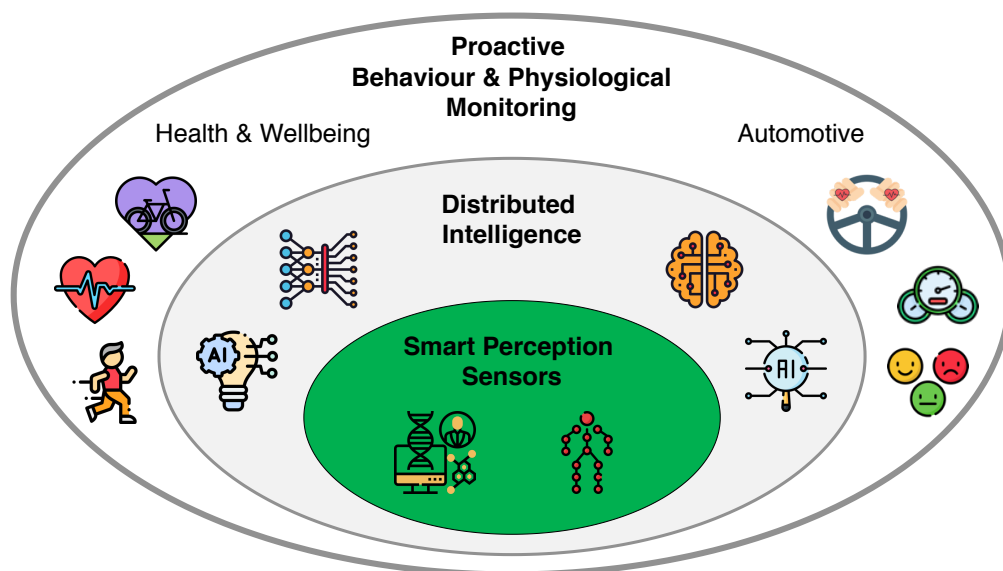 Proactive
Behaviour & Physiological
Monitoring
Health & Wellbeing
Automotive
Distributed
Intelligence
AI
AI
Smart Perception
Sensors